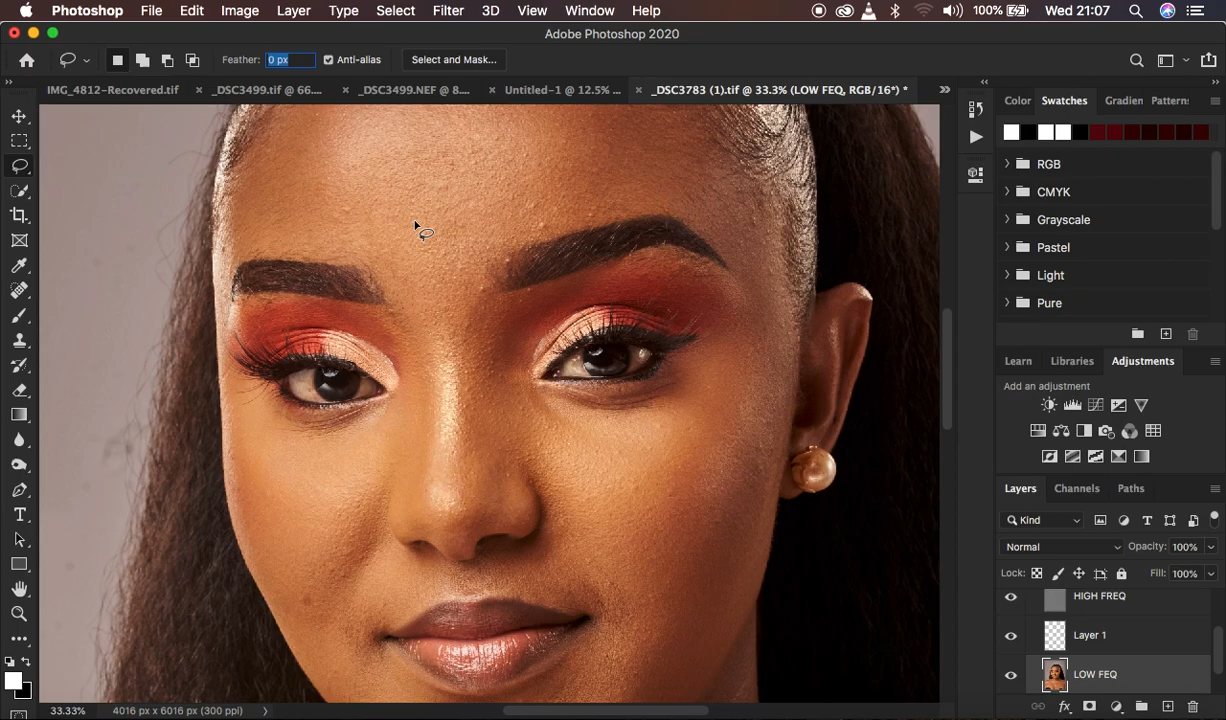 Photoshop File Edit Image Layer Type Select Filter 3D View Window Help 100% Wed 21:07
Adobe Photoshop 2020
Feather: 0 px Anti-alias Select and Mask...
IMG_4812-Recovered.tif _DSC3499.tif @ 66.... _DSC3499.NEF @ 8.... Untitled-1 @ 12.5% ... _DSC3783 (1).tif @ 33.3% (LOW FEQ, RGB/16*) *
Color Swatches Gradien Pattern:
RGB
CMYK
Grayscale
Pastel
Light
Pure
Learn Libraries Adjustments
Add an adjustment
Layers Channels Paths
Kind
Normal Opacity: 100%
Lock: Fill: 100%
HIGH FREQ
Layer 1
LOW FEQ
fx
33.33% 4016 px x 6016 px (300 ppi)